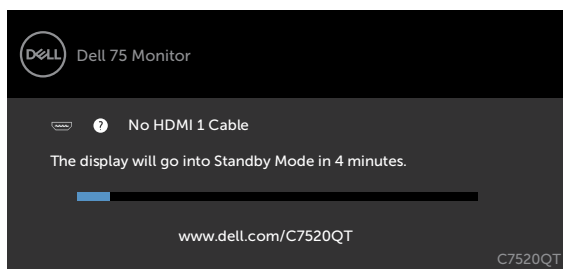 DELL Dell 75 Monitor
? No HDMI 1 Cable
The display will go into Standby Mode in 4 minutes.
www.dell.com/C7520QT
C7520QT